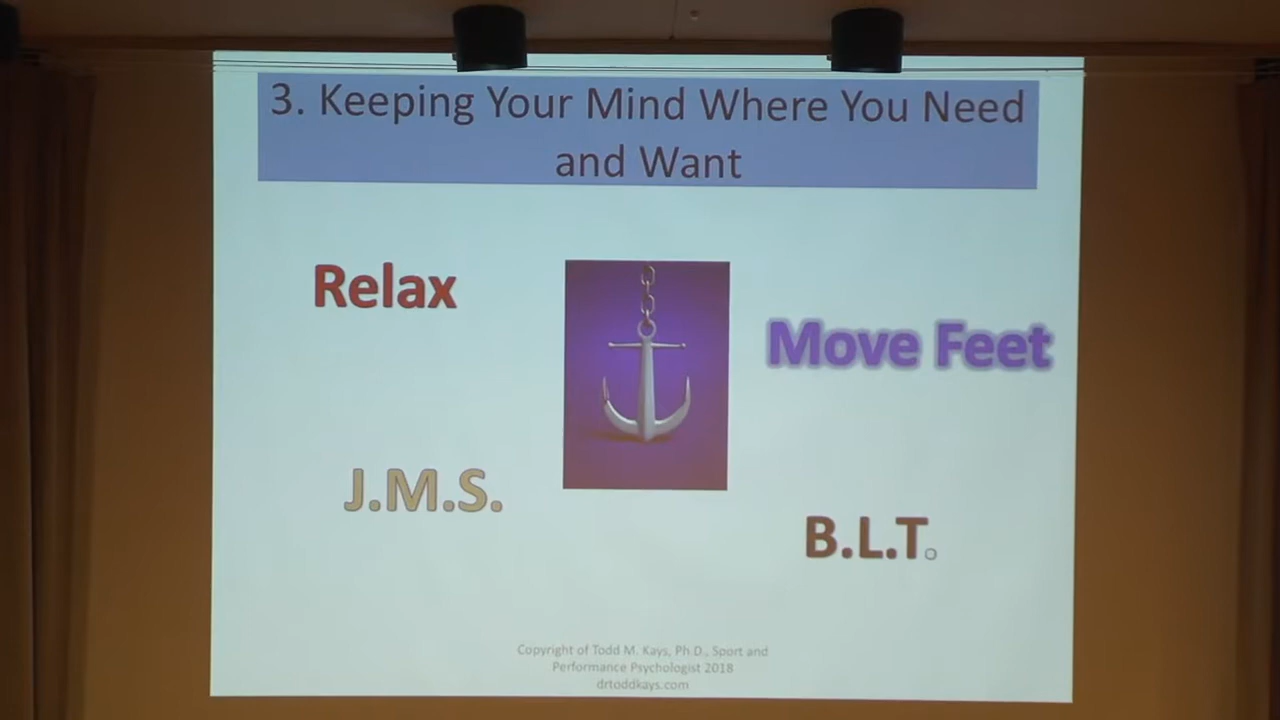 3. Keeping Your Mind Where You Need
and Want
Relax
Move Feet
J.M.S.
B.L.T.
Copyright of Todd M. Kays, Ph.D., Sport and
Performance Psychologist 2018
drtoddkays.com